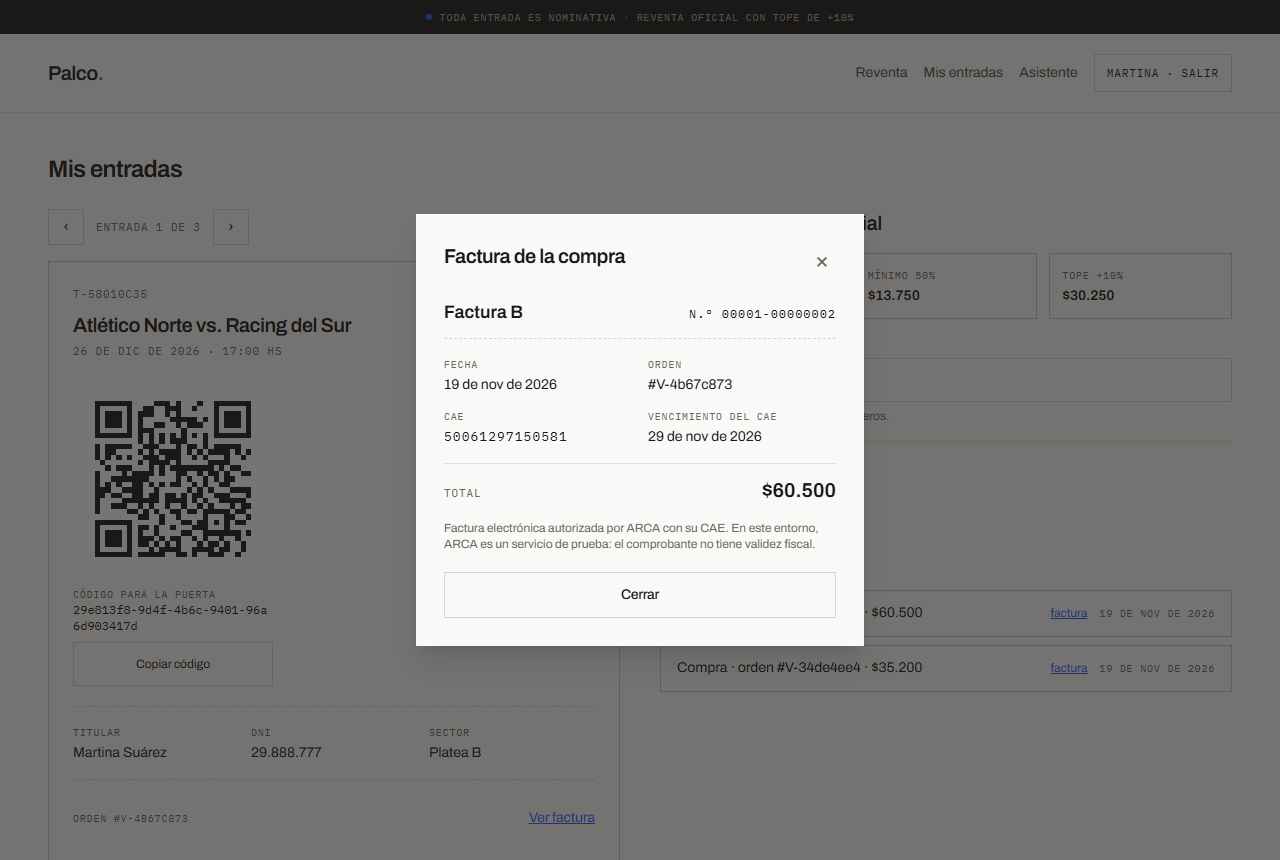 TODA ENTRADA ES NOMINATIVA · REVENTA OFICIAL CON TOPE DE +10%
Palco.
Reventa Mis entradas Asistente MARTINA · SALIR
Mis entradas
‹ ENTRADA 1 DE 3 ›
T-58010C35
Atlético Norte vs. Racing del Sur
26 DE DIC DE 2026 · 17:00 HS
CÓDIGO PARA LA PUERTA
29e813f8-9d4f-4b6c-9401-96a
6d903417d
Copiar código
TITULAR DNI SECTOR
Martina Suárez 29.888.777 Platea B
ORDEN #V-4B67C873 Ver factura
Factura de la compra ×
Factura B N.º 00001-00000002
FECHA ORDEN
19 de nov de 2026 #V-4b67c873
CAE VENCIMIENTO DEL CAE
50061297150581 29 de nov de 2026
TOTAL $60.500
Factura electrónica autorizada por ARCA con su CAE. En este entorno,
ARCA es un servicio de prueba: el comprobante no tiene validez fiscal.
Cerrar
MÍNIMO 50% TOPE +10%
$13.750 $30.250
· $60.500 factura 19 DE NOV DE 2026
Compra · orden #V-34de4ee4 · $35.200 factura 19 DE NOV DE 2026